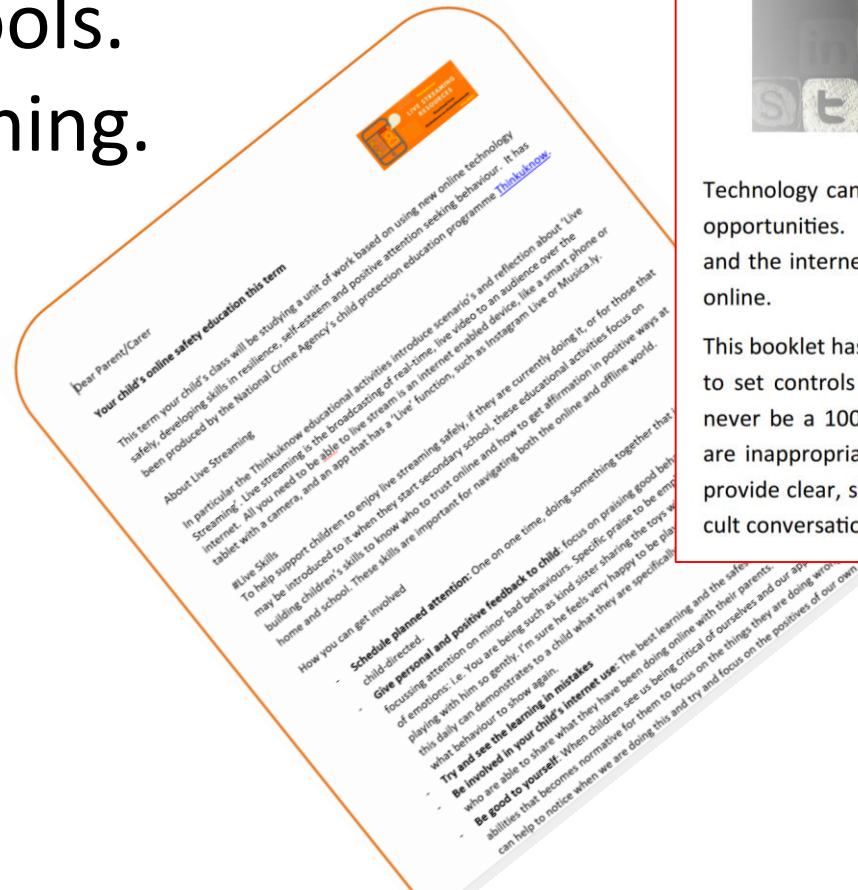 ols.
ning.
LIVE STREAMING
RESOURCES
Dear Parent/Carer
Your child's online safety education this term
This term your child's class will be studying a unit of work based on using new online technology
safely, developing skills in resilience, self-esteem and positive attention seeking behaviour. It has
been produced by the National Crime Agency's child protection education programme Thinkuknow.
About Live Streaming
In particular the Thinkuknow educational activities introduce scenario's and reflection about 'Live
Streaming'. Live streaming is the broadcasting of real-time, live video to an audience over the
internet. All you need to be able to live stream is an internet enabled device, like a smart phone or
tablet with a camera, and an app that has a 'Live' function, such as Instagram Live or Musica.ly.
#Live Skills
To help support children to enjoy live streaming safely, if they are currently doing it, or for those that
may be introduced to it when they start secondary school, these educational activities focus on
building children's skills to know who to trust online and how to get affirmation in positive ways at
home and school. These skills are important for navigating both the online and offline world.
How you can get involved
- Schedule planned attention: One on one time, doing something together that i
child-directed.
- Give personal and positive feedback to child: focus on praising good beh
focussing attention on minor bad behaviours. Specific praise to be emp
of emotions: i.e. You are being such as kind sister sharing the toys w
playing with him so gently, I'm sure he feels very happy to be pla
this daily can demonstrates to a child what they are specifically
what behaviour to show again.
- Try and see the learning in mistakes
- Be involved in your child's internet use: The best learning and the safes
who are able to share what they have been doing online with their parents.
- Be good to yourself: When children see us being critical of ourselves and our app
abilities that becomes normative for them to focus on the things they are doing wron
can help to notice when we are doing this and try and focus on the positives of our own
in
S t
Technology can
opportunities.
and the interne
online.
This booklet has
to set controls
never be a 100
are inappropria
provide clear, s
cult conversatio